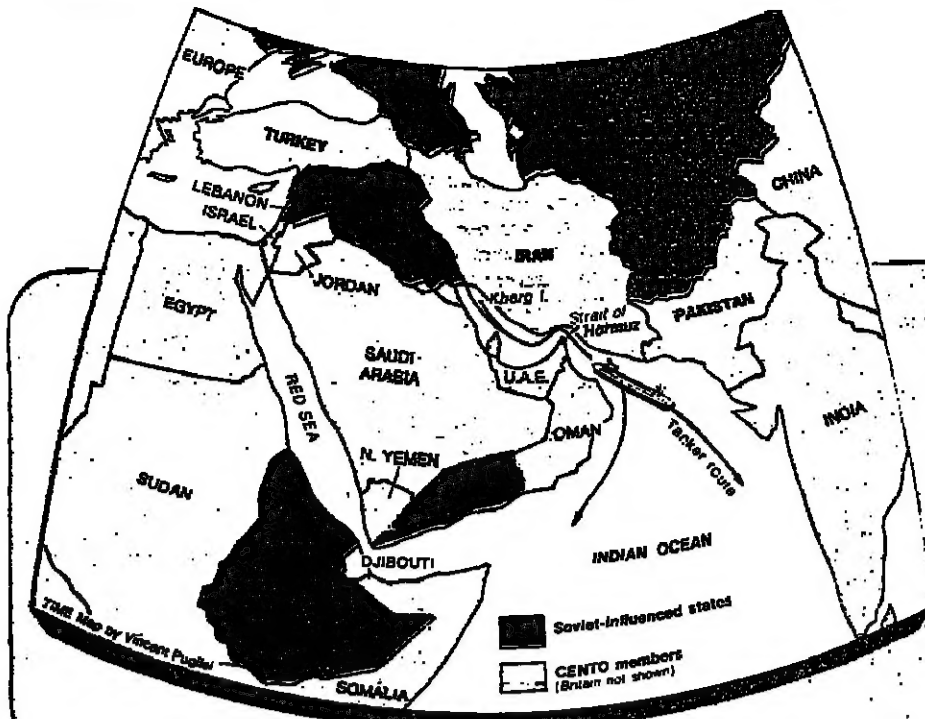 EUROPE
TURKEY
CHINA
LEBANON
ISRAEL
IRAN
JORDAN
Kharg I.
EGYPT
PAKISTAN
Strait of
Hormuz
SAUDI
ARABIA
U.A.E.
RED SEA
INDIA
OMAN
Tanker route
N. YEMEN
SUDAN
INDIAN OCEAN
DJIBOUTI
Soviet-influenced states
TIME Map by Vincent Puglisi
CENTO members
(Britain not shown)
SOMALIA